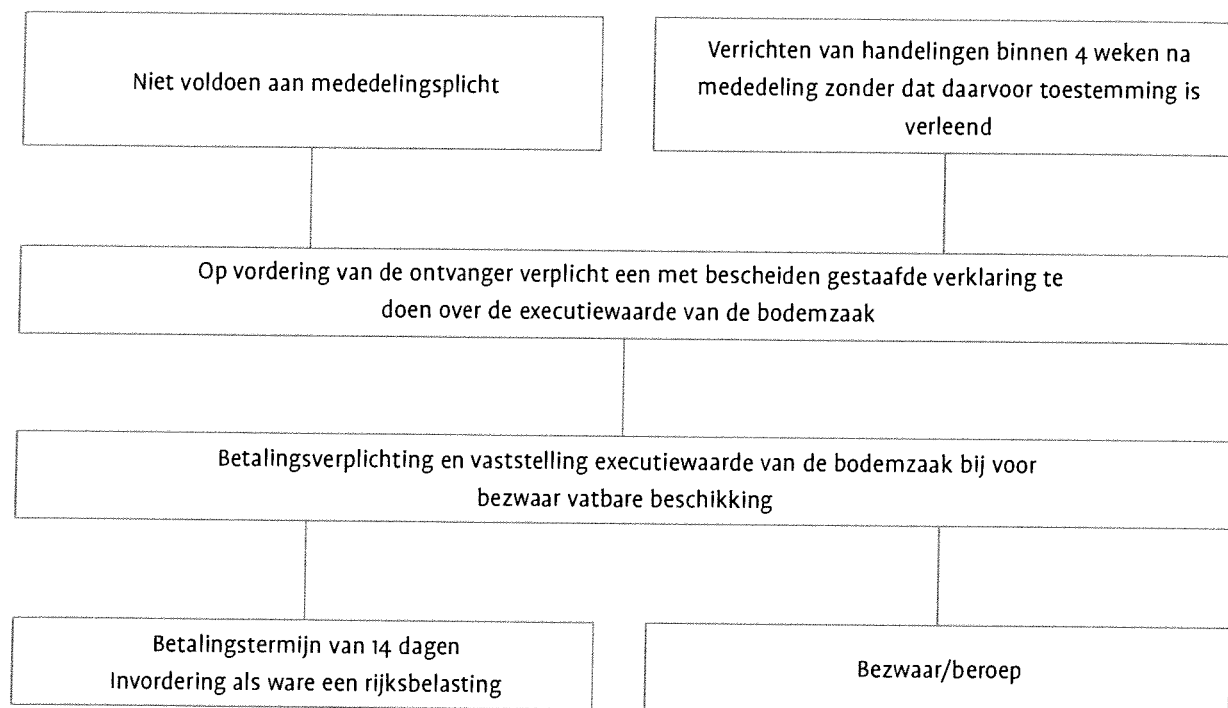 Niet voldoen aan mededelingsplicht
Verrichten van handelingen binnen 4 weken na
mededeling zonder dat daarvoor toestemming is
verleend
Op vordering van de ontvanger verplicht een met bescheiden gestaafde verklaring te
doen over de executiewaarde van de bodemzaak
Betalingsverplichting en vaststelling executiewaarde van de bodemzaak bij voor
bezwaar vatbare beschikking
Betalingstermijn van 14 dagen
Invordering als ware een rijksbelasting
Bezwaar/beroep